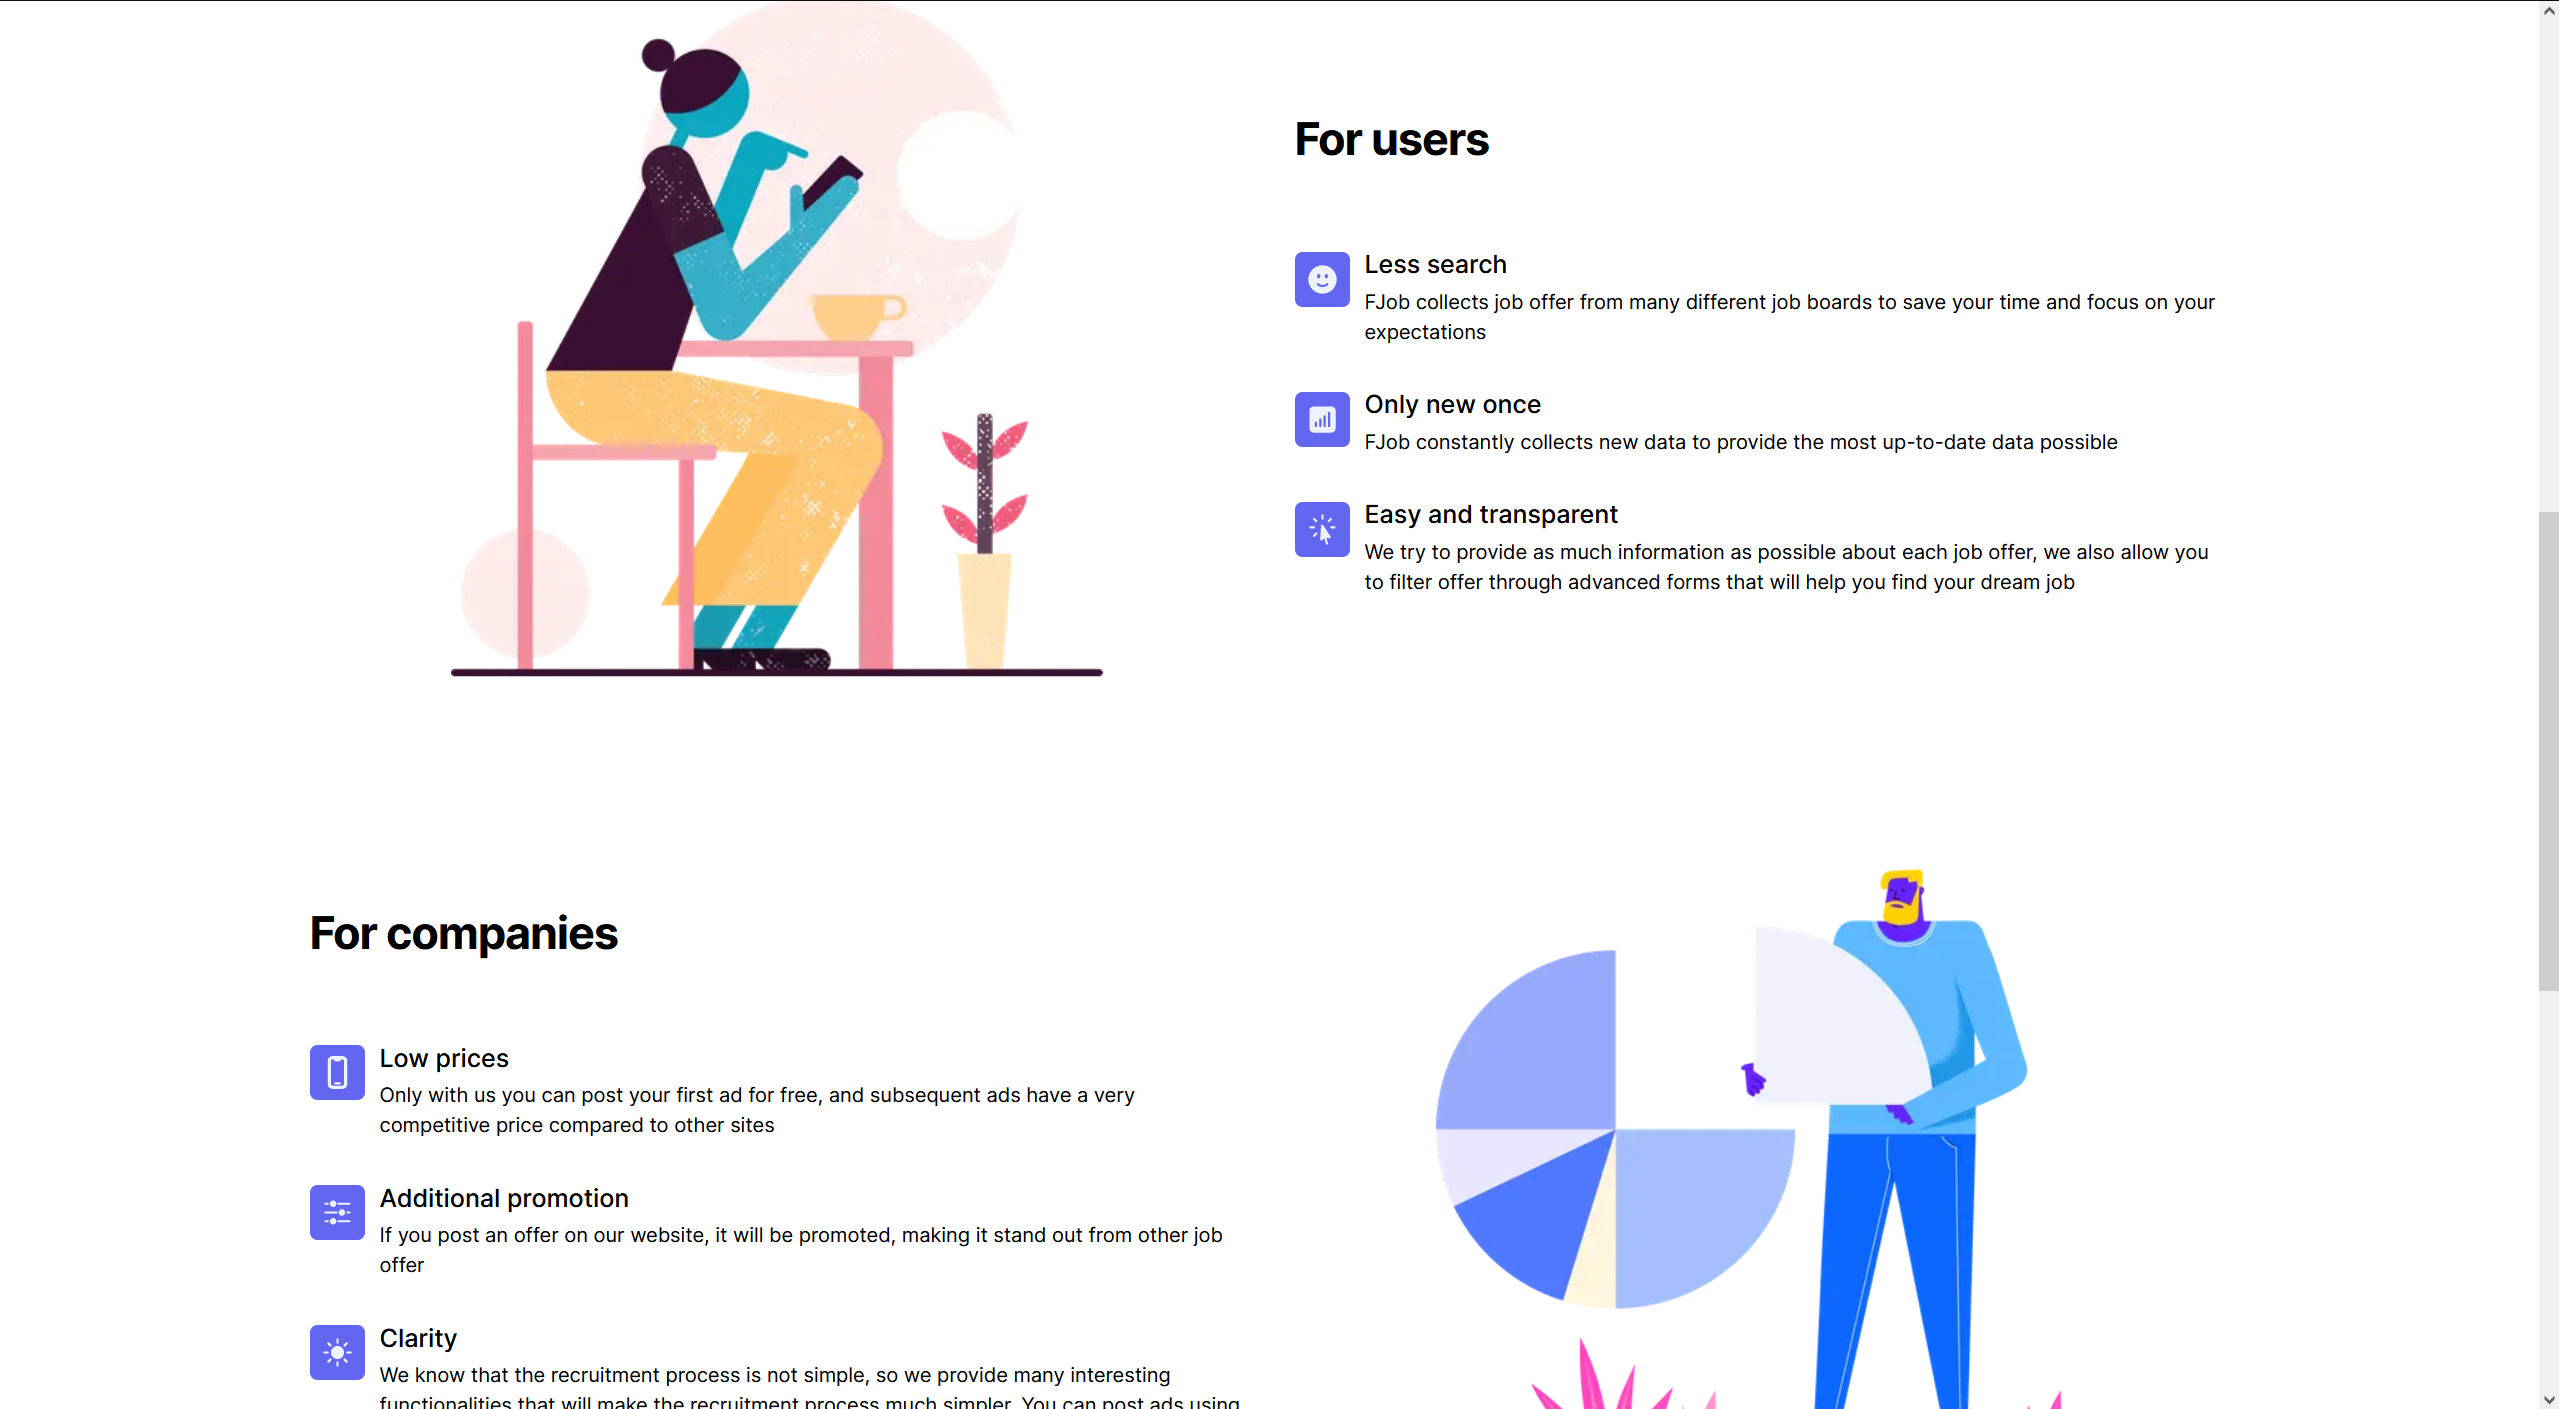 For users
Less search
FJob collects job offer from many different job boards to save your time and focus on your
expectations
Only new once
FJob constantly collects new data to provide the most up-to-date data possible
Easy and transparent
We try to provide as much information as possible about each job offer, we also allow you
to filter offer through advanced forms that will help you find your dream job
For companies
Low prices
Only with us you can post your first ad for free, and subsequent ads have a very
competitive price compared to other sites
Additional promotion
If you post an offer on our website, it will be promoted, making it stand out from other job
offer
Clarity
We know that the recruitment process is not simple, so we provide many interesting
functionalities that will make the recruitment process much simpler. You can post ads using